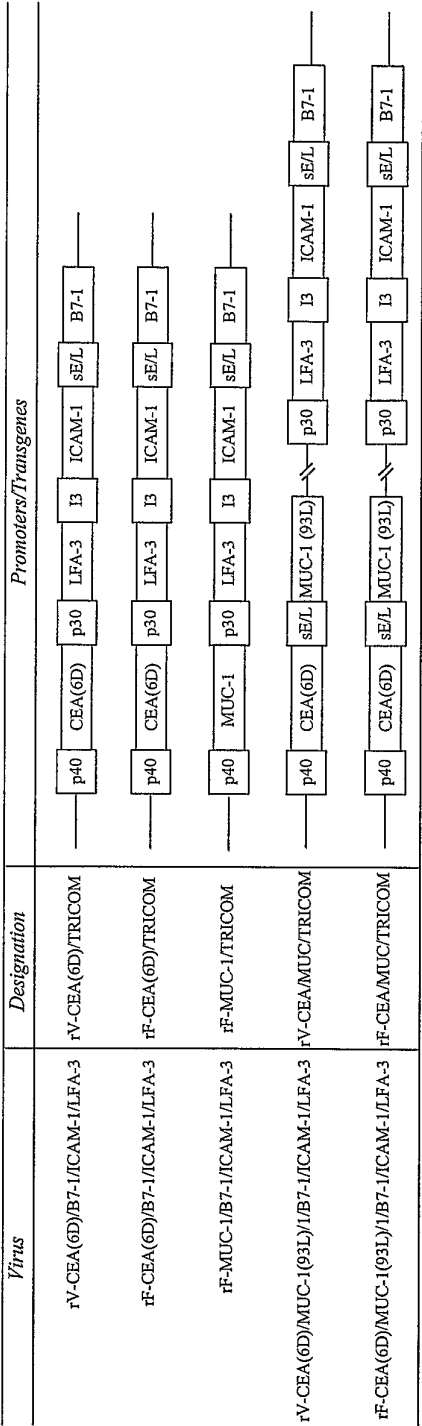 Virus Designation Promoters/Transgenes
rV-CEA(6D)/B7-1/ICAM-1/LFA-3 rV-CEA(6D)/TRICOM p40 CEA(6D) p30 LFA-3 I3 ICAM-1 sE/L B7-1
rF-CEA(6D)/B7-1/ICAM-1/LFA-3 rF-CEA(6D)/TRICOM p40 CEA(6D) p30 LFA-3 I3 ICAM-1 sE/L B7-1
rF-MUC-1/B7-1/ICAM-1/LFA-3 rF-MUC-1/TRICOM p40 MUC-1 p30 LFA-3 I3 ICAM-1 sE/L B7-1
rV-CEA(6D)/MUC-1(93L)/1/B7-1/ICAM-1/LFA-3 rV-CEA/MUC/TRICOM p40 CEA(6D) sE/L MUC-1 (93L) p30 LFA-3 I3 ICAM-1 sE/L B7-1
rF-CEA(6D)/MUC-1(93L)/1/B7-1/ICAM-1/LFA-3 rF-CEA/MUC/TRICOM p40 CEA(6D) sE/L MUC-1 (93L) p30 LFA-3 I3 ICAM-1 sE/L B7-1